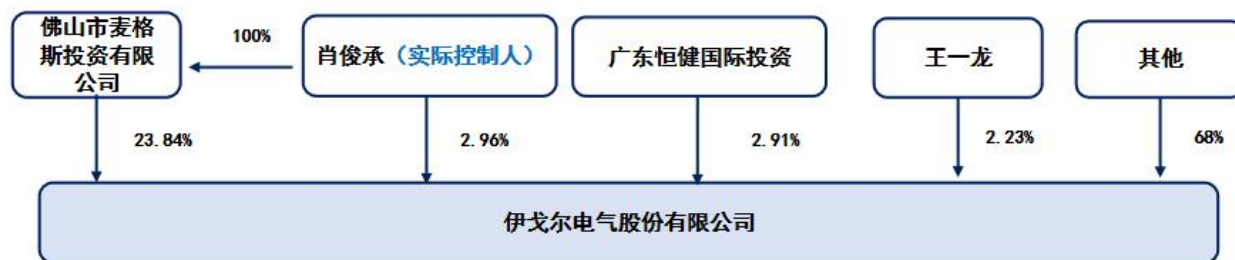 佛山市麦格
斯投资有限
公司
100%
肖俊承（实际控制人）
广东恒健国际投资
王一龙
其他
23.84%
2.96%
2.91%
2.23%
68%
伊戈尔电气股份有限公司